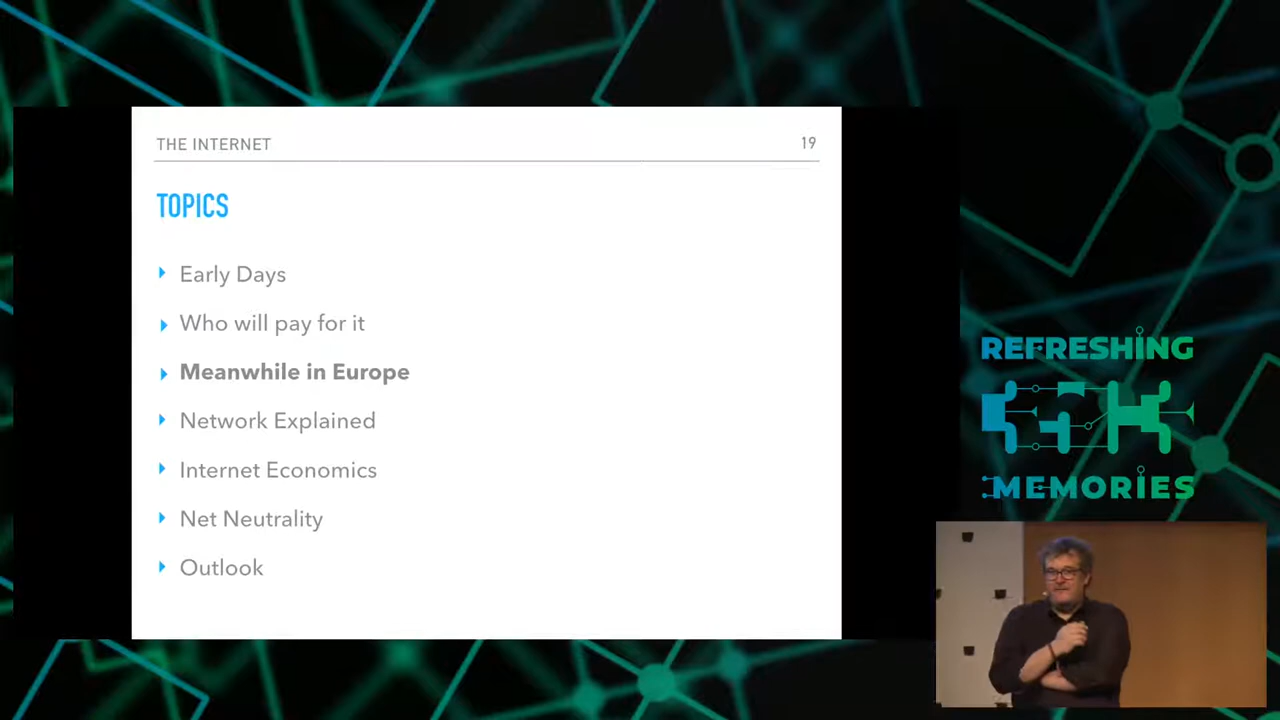 THE INTERNET
19
TOPICS
Early Days
Who will pay for it
Meanwhile in Europe
Network Explained
Internet Economics
Net Neutrality
Outlook
REFRESHING
MEMORIES